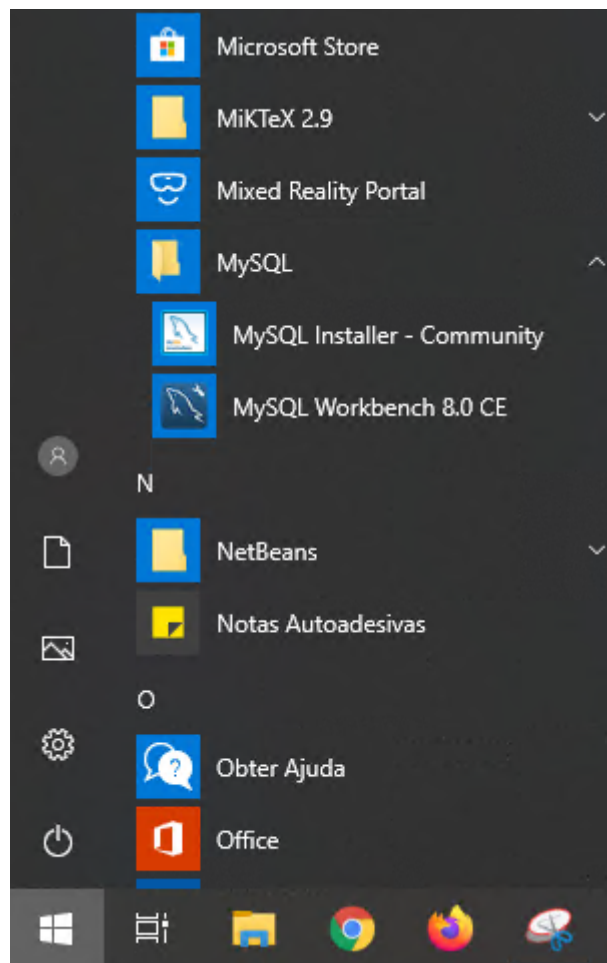 Microsoft Store
MiKTeX 2.9
Mixed Reality Portal
MySQL
MySQL Installer - Community
MySQL Workbench 8.0 CE
N
NetBeans
Notas Autoadesivas
O
Obter Ajuda
Office